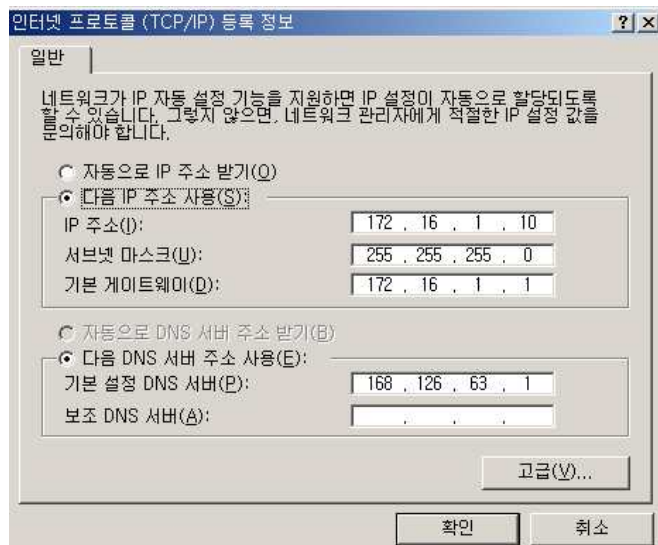 인터넷 프로토콜 (TCP/IP) 등록 정보
일반
네트워크가 IP 자동 설정 기능을 지원하면 IP 설정이 자동으로 할당되도록
할 수 있습니다. 그렇지 않으면, 네트워크 관리자에게 적절한 IP 설정 값을
문의해야 합니다.
자동으로 IP 주소 받기(O)
다음 IP 주소 사용(S):
IP 주소(I): 172 . 16 . 1 . 10
서브넷 마스크(U): 255 . 255 . 255 . 0
기본 게이트웨이(D): 172 . 16 . 1 . 1
자동으로 DNS 서버 주소 받기(B)
다음 DNS 서버 주소 사용(E):
기본 설정 DNS 서버(P): 168 . 126 . 63 . 1
보조 DNS 서버(A): . . .
고급(V)...
확인 취소